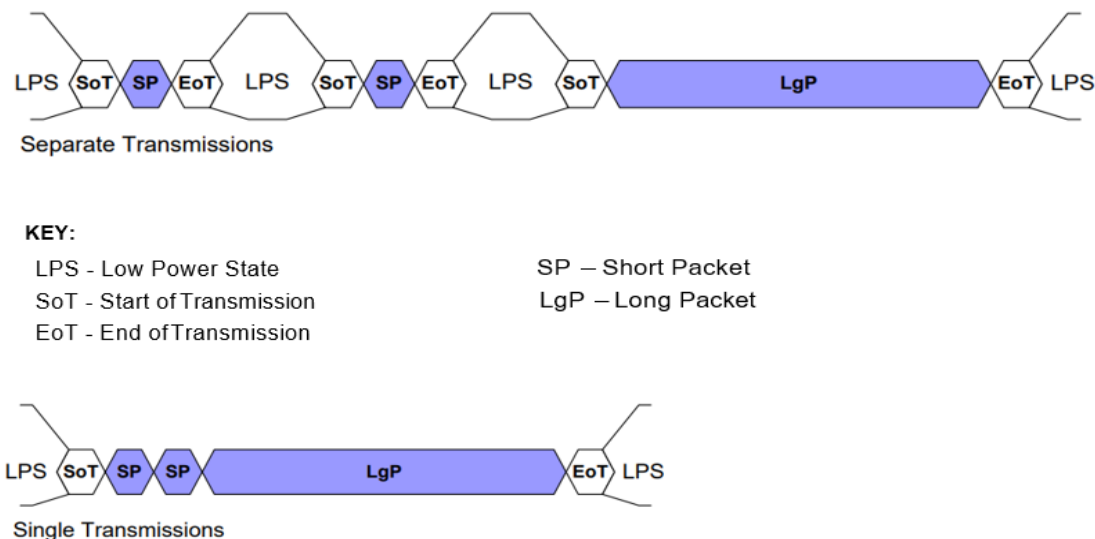 LPS SoT SP EoT LPS SoT SP EoT LPS SoT LgP EoT LPS
Separate Transmissions
KEY:
LPS - Low Power State
SP – Short Packet
SoT - Start of Transmission
LgP – Long Packet
EoT - End of Transmission
LPS SoT SP SP LgP EoT LPS
Single Transmissions